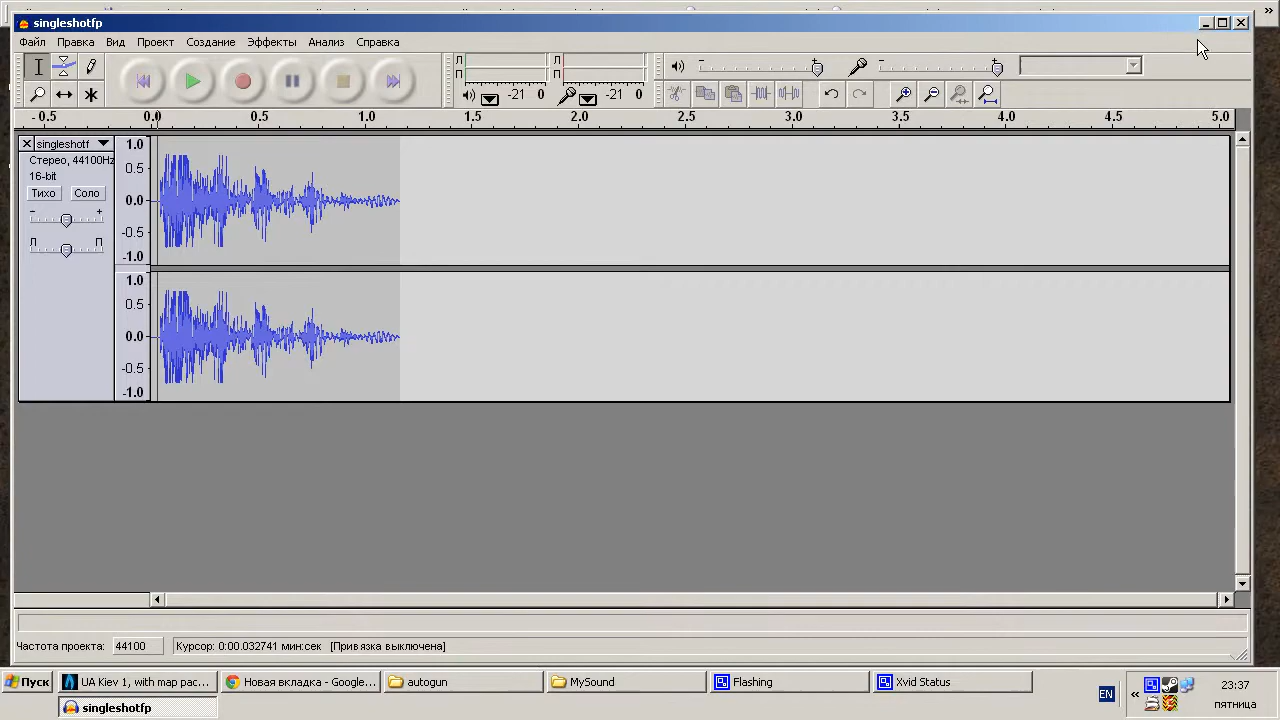 singleshotfp
Файл Правка Вид Проект Создание Эффекты Анализ Справка
Л П Л П
-21 0 -21 0
-0.5 0.0 0.5 1.0 1.5 2.0 2.5 3.0 3.5 4.0 4.5 5.0
singleshotf
Стерео, 44100Hz
16-bit
Тихо Соло
- +
Л П
1.0
0.5
0.0
-0.5
-1.0
1.0
0.5
0.0
-0.5
-1.0
Частота проекта: 44100 Курсор: 0:00.032741 мин:сек [Привязка выключена]
Пуск UA Kiev 1, with map pac... Новая вкладка - Google... autogun MySound Flashing Xvid Status EN « 23:37
singleshotfp пятница